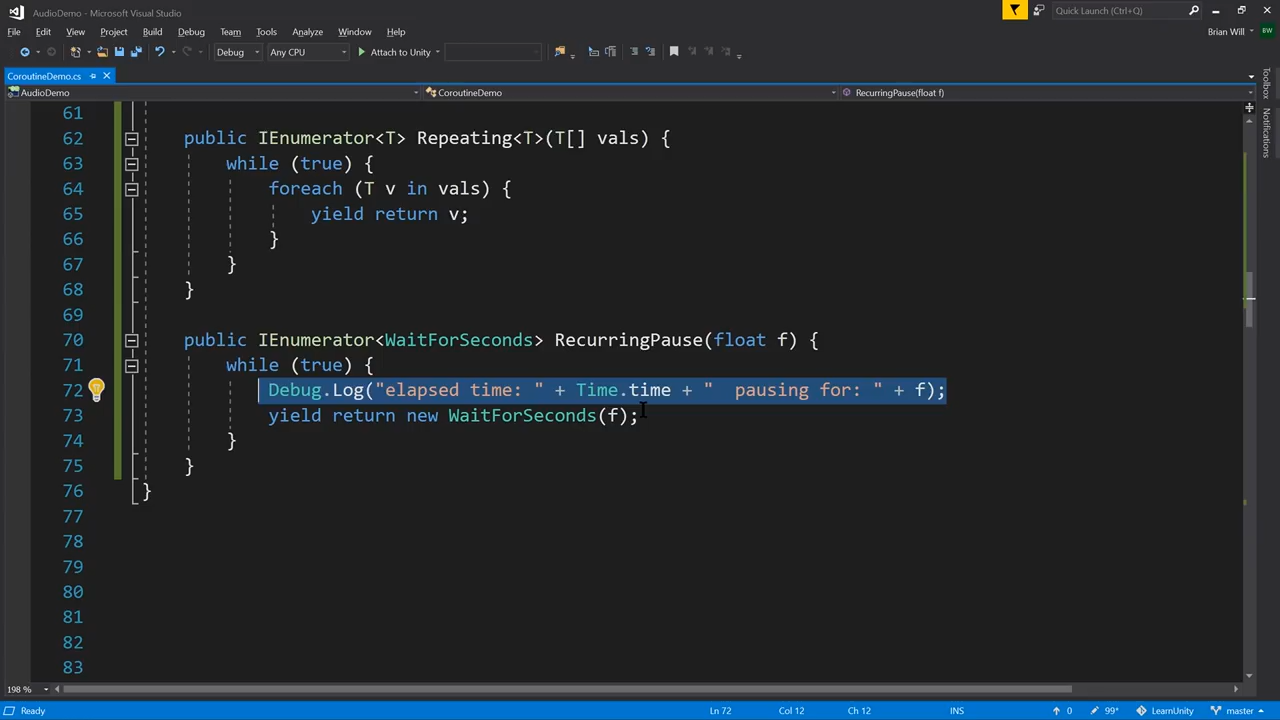 AudioDemo - Microsoft Visual Studio
Quick Launch (Ctrl+Q)
File Edit View Project Build Debug Team Tools Analyze Window Help
Brian Will BW
Debug Any CPU Attach to Unity
CoroutineDemo.cs
AudioDemo CoroutineDemo RecurringPause(float f)
61
62 public IEnumerator<T> Repeating<T>(T[] vals) {
63 while (true) {
64 foreach (T v in vals) {
65 yield return v;
66 }
67 }
68 }
69
70 public IEnumerator<WaitForSeconds> RecurringPause(float f) {
71 while (true) {
72 Debug.Log("elapsed time: " + Time.time + "  pausing for: " + f);
73 yield return new WaitForSeconds(f);
74 }
75 }
76 }
77
78
79
80
81
82
83
Toolbox
Notifications
198 %
Ready Ln 72 Col 12 Ch 12 INS 0 99* LearnUnity master